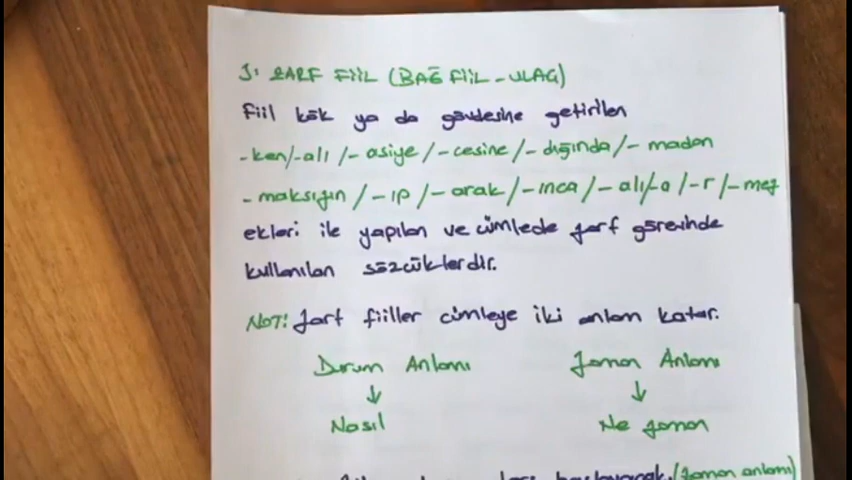 3. ZARF FİİL (BAĞ FİİL - ULAÇ)
Fiil kök ya da gövdesine getirilen
-ken/-alı/-asiye/-cesine/-dığında/-madan
-maksızın/-ıp/-arak/-ınca/-alı/-a/-r/-mez
ekleri ile yapılan ve cümlede zarf görevinde
kullanılan sözcüklerdir.
NOT! Zarf fiiller cümleye iki anlam katar.
Durum Anlamı Zaman Anlamı
↓ ↓
Nasıl Ne zaman
başlayarak (zaman anlamı)